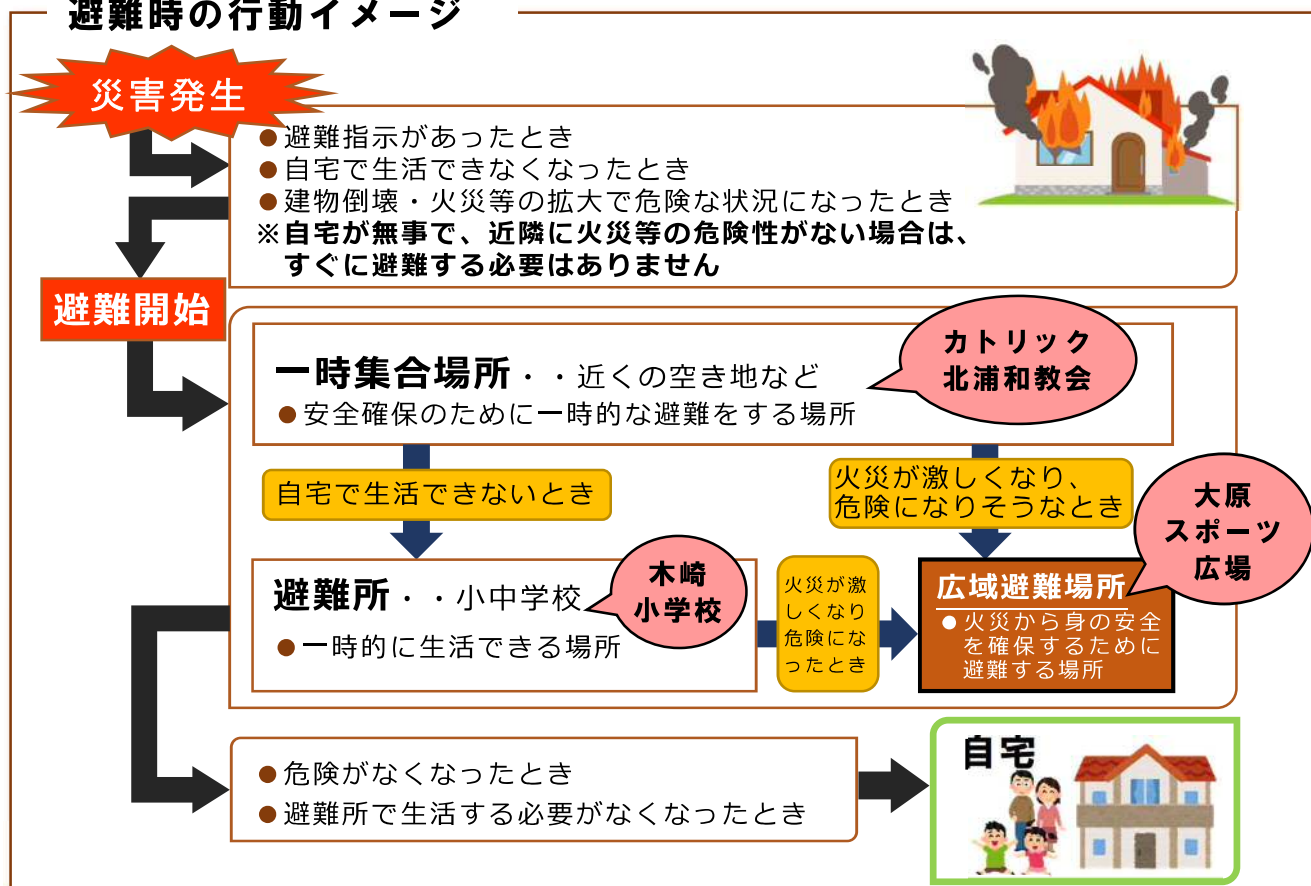 避難時の行動イメージ
災害発生
●避難指示があったとき
●自宅で生活できなくなったとき
●建物倒壊・火災等の拡大で危険な状況になったとき
※自宅が無事で、近隣に火災等の危険性がない場合は、
すぐに避難する必要はありません
避難開始
一時集合場所・・近くの空き地など
●安全確保のために一時的な避難をする場所
カトリック
北浦和教会
自宅で生活できないとき
火災が激しくなり、
危険になりそうなとき
大原
スポーツ
広場
避難所・・小中学校
●一時的に生活できる場所
木崎
小学校
火災が激
しくなり
危険にな
ったとき
広域避難場所
●火災から身の安全
を確保するために
避難する場所
●危険がなくなったとき
●避難所で生活する必要がなくなったとき
自宅